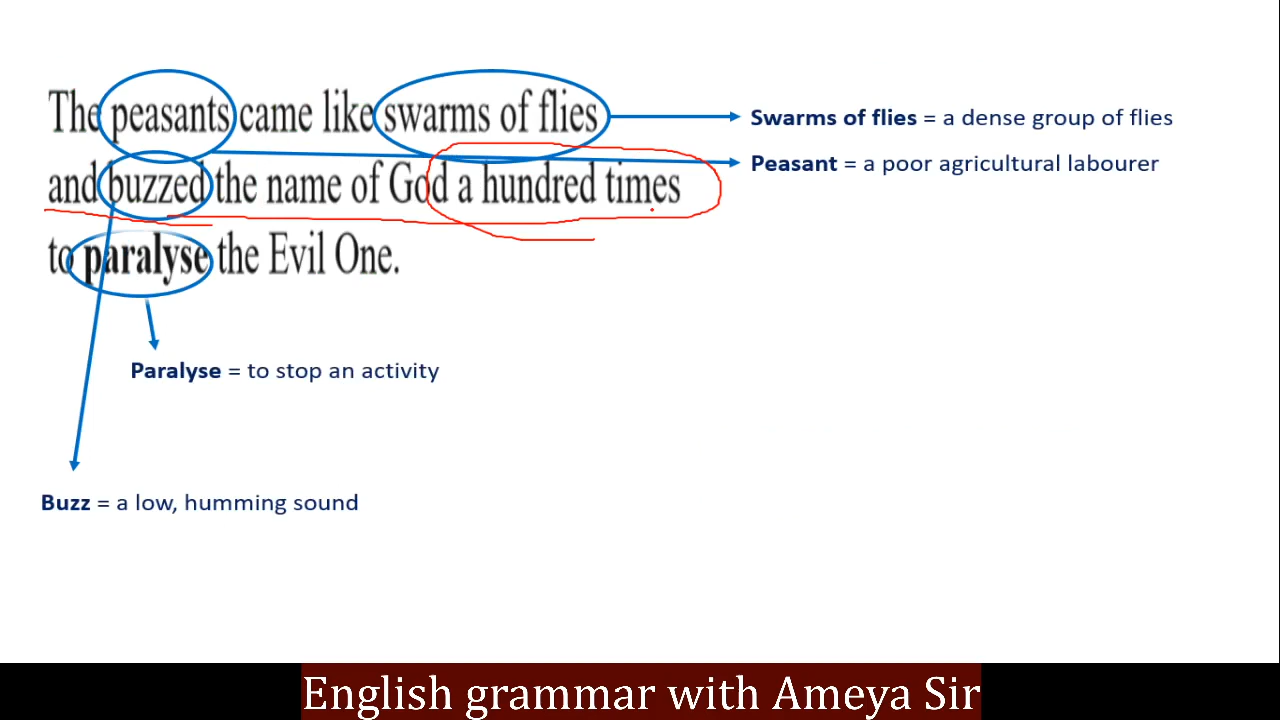 The peasants came like swarms of flies
and buzzed the name of God a hundred times
to paralyse the Evil One.
Swarms of flies = a dense group of flies
Peasant = a poor agricultural labourer
Paralyse = to stop an activity
Buzz = a low, humming sound
English grammar with Ameya Sir